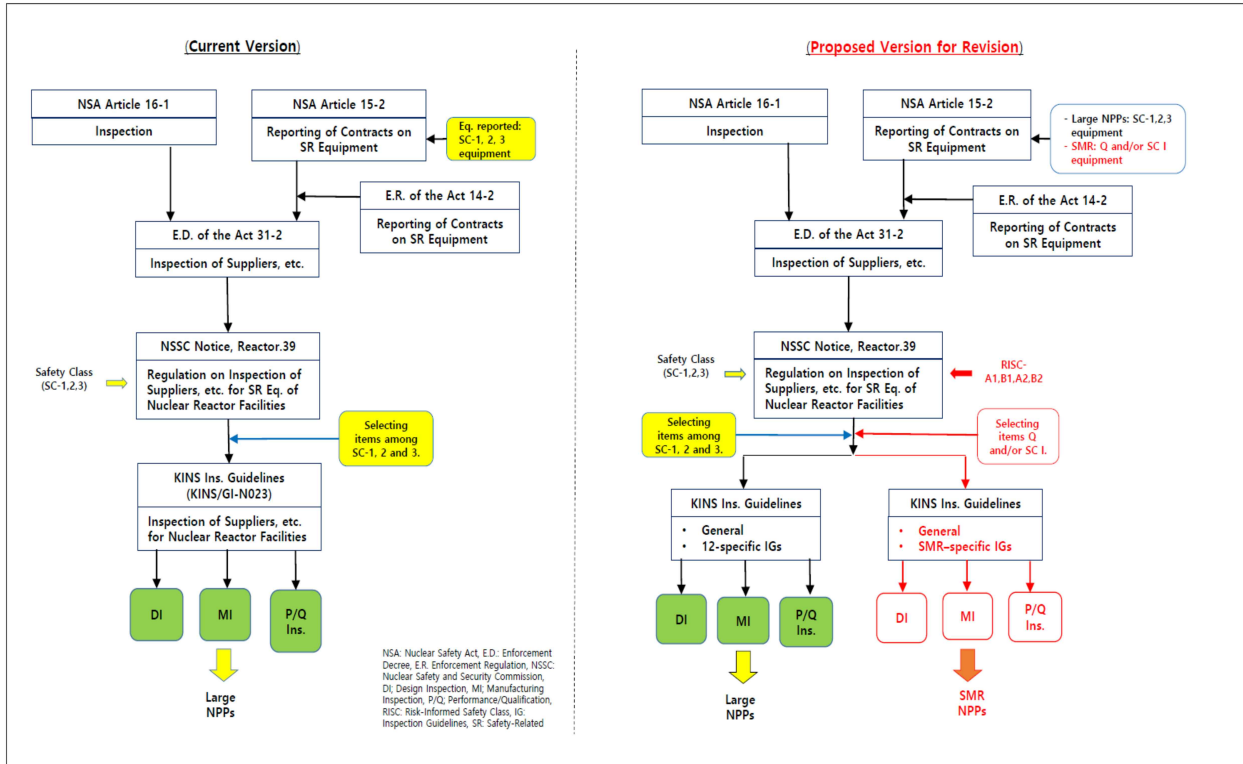 (Current Version)
NSA Article 16-1
Inspection
NSA Article 15-2
Reporting of Contracts on
SR Equipment
Eq. reported:
SC-1, 2, 3
equipment
E.R. of the Act 14-2
Reporting of Contracts
on SR Equipment
E.D. of the Act 31-2
Inspection of Suppliers, etc.
NSSC Notice, Reactor.39
Regulation on Inspection of
Suppliers, etc. for SR Eq. of
Nuclear Reactor Facilities
Safety Class
(SC-1,2,3)
Selecting
items among
SC-1, 2 and 3.
KINS Ins. Guidelines
(KINS/GI-N023)
Inspection of Suppliers, etc.
for Nuclear Reactor Facilities
DI
MI
P/Q
Ins.
Large
NPPs
NSA: Nuclear Safety Act, E.D.: Enforcement
Decree, E.R. Enforcement Regulation, NSSC:
Nuclear Safety and Security Commission,
DI; Design Inspection, MI; Manufacturing
Inspection, P/Q; Performance/Qualification,
RISC: Risk-Informed Safety Class, IG:
Inspection Guidelines, SR: Safety-Related
(Proposed Version for Revision)
NSA Article 16-1
Inspection
NSA Article 15-2
Reporting of Contracts on
SR Equipment
- Large NPPs: SC-1,2,3
equipment
- SMR: Q and/or SC I
equipment
E.R. of the Act 14-2
Reporting of Contracts
on SR Equipment
E.D. of the Act 31-2
Inspection of Suppliers, etc.
NSSC Notice, Reactor.39
Regulation on Inspection of
Suppliers, etc. for SR Eq. of
Nuclear Reactor Facilities
Safety Class
(SC-1,2,3)
RISC-
A1,B1,A2,B2
Selecting
items among
SC-1, 2 and 3.
Selecting
items Q
and/or SC I.
KINS Ins. Guidelines
• General
• 12-specific IGs
KINS Ins. Guidelines
• General
• SMR–specific IGs
DI
MI
P/Q
Ins.
DI
MI
P/Q
Ins.
Large
NPPs
SMR
NPPs